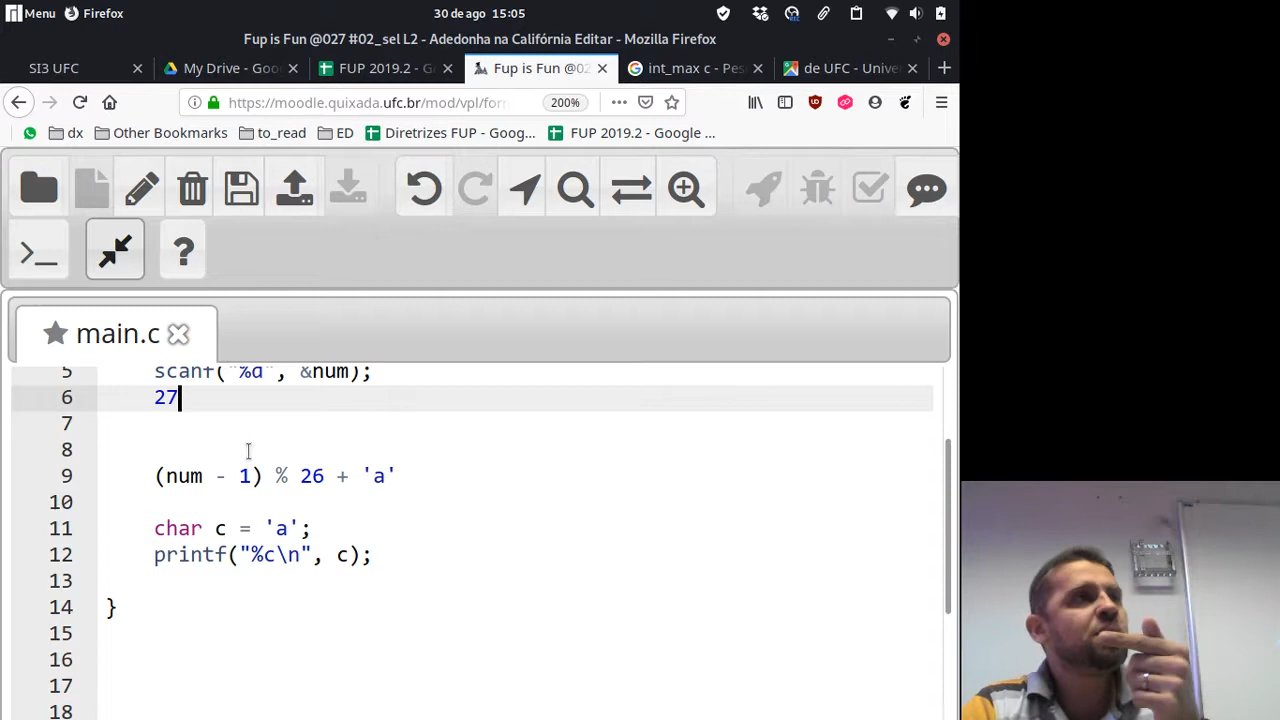 Menu Firefox 30 de ago 15:05
Fup is Fun @027 #02_sel L2 - Adedonha na Califórnia Editar - Mozilla Firefox
SI3 UFC My Drive - Goo FUP 2019.2 - G Fup is Fun @02 int_max c - Pes de UFC - Unive
https://moodle.quixada.ufc.br/mod/vpl/for 200%
dx Other Bookmarks to_read ED Diretrizes FUP - Goog... FUP 2019.2 - Google ...
main.c
5 scanf("%d", &num);
6 27
7
8
9 (num - 1) % 26 + 'a'
10
11 char c = 'a';
12 printf("%c\n", c);
13
14 }
15
16
17
18